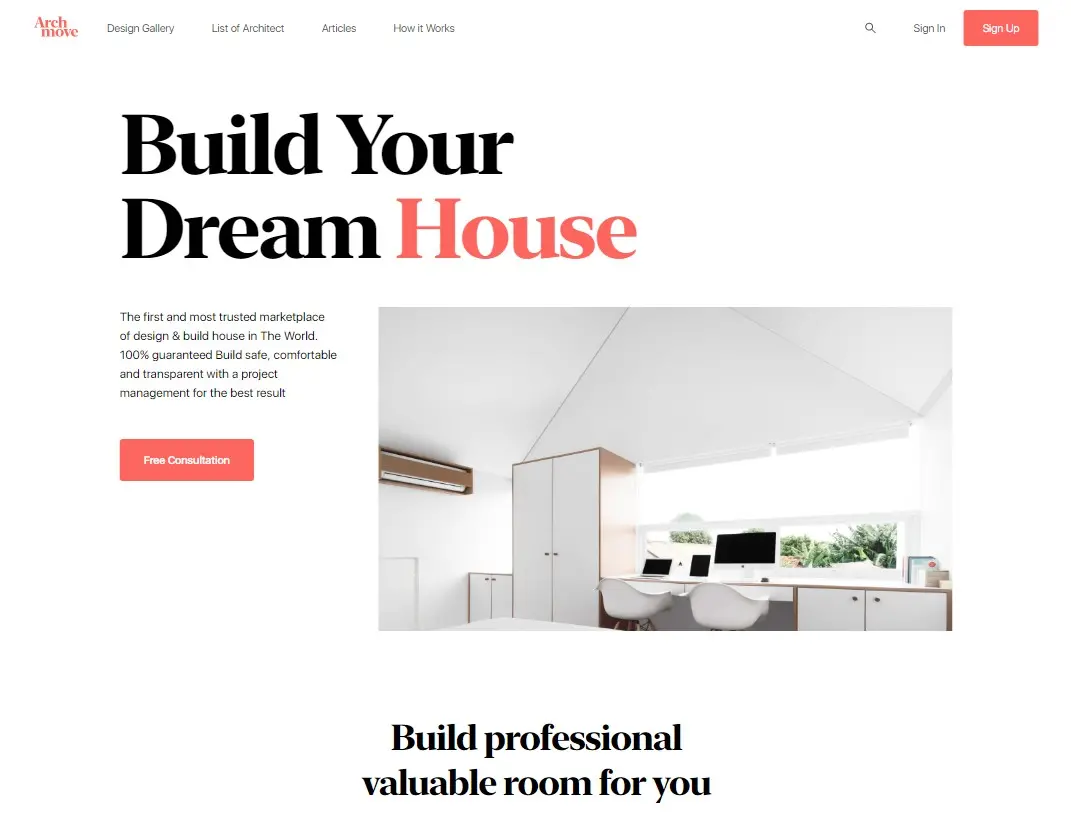 Arch
move
Design Gallery
List of Architect
Articles
How it Works
Sign In
Sign Up
Build Your
Dream House
The first and most trusted marketplace
of design & build house in The World.
100% guaranteed Build safe, comfortable
and transparent with a project
management for the best result
Free Consultation
Build professional
valuable room for you